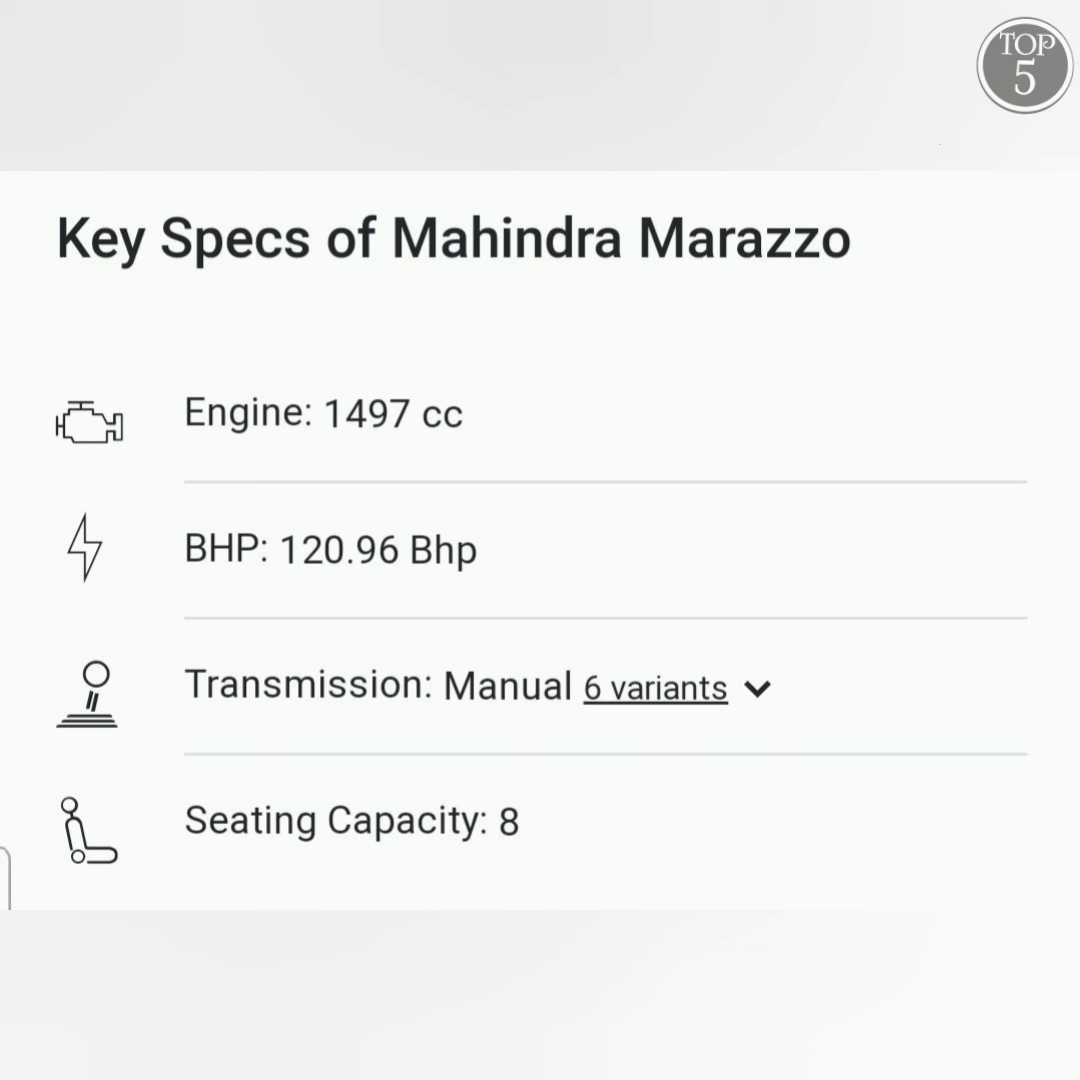 TOP
5
Key Specs of Mahindra Marazzo
Engine: 1497 cc
BHP: 120.96 Bhp
Transmission: Manual 6 variants
Seating Capacity: 8